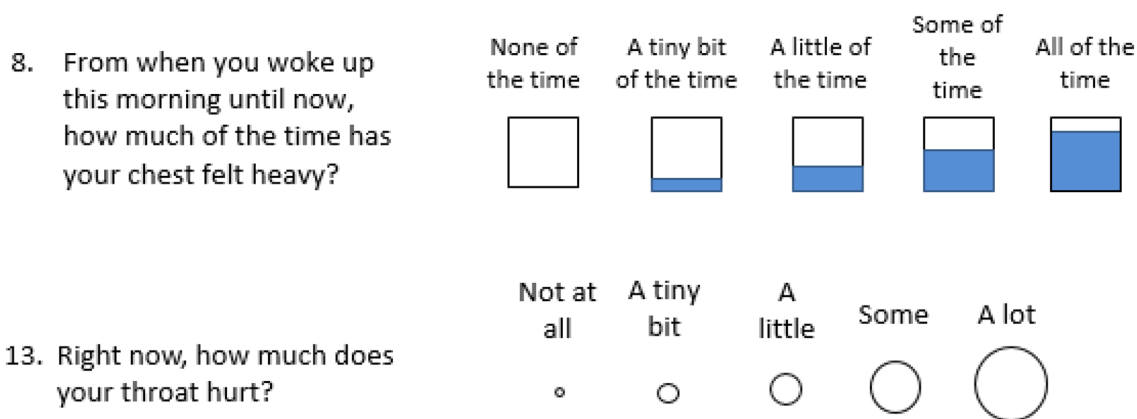 8. From when you woke up
this morning until now,
how much of the time has
your chest felt heavy?
None of
the time
A tiny bit
of the time
A little of
the time
Some of
the
time
All of the
time
13. Right now, how much does
your throat hurt?
Not at
all
A tiny
bit
A
little
Some
A lot